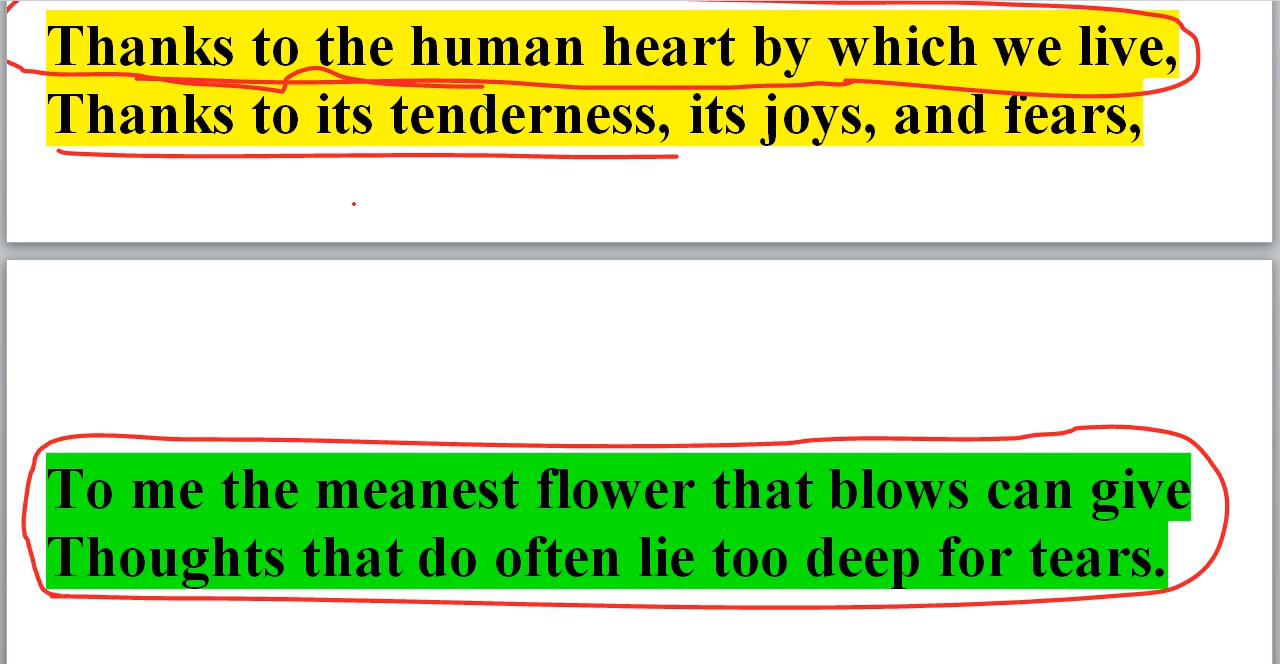 Thanks to the human heart by which we live,
Thanks to its tenderness, its joys, and fears,
To me the meanest flower that blows can give
Thoughts that do often lie too deep for tears.